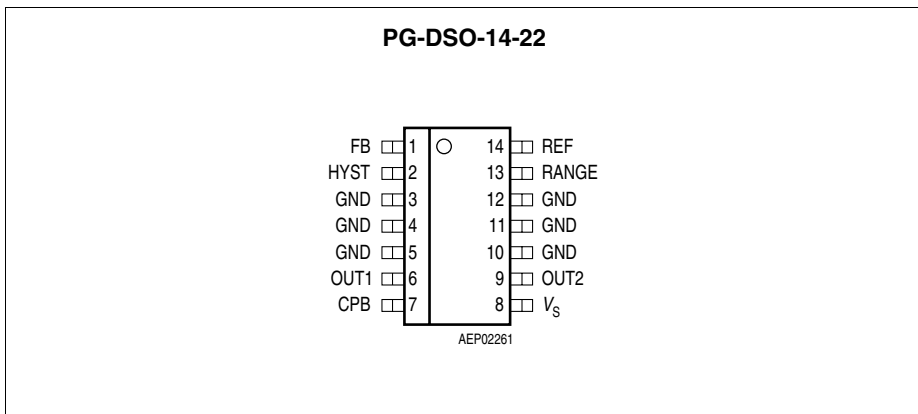 PG-DSO-14-22
FB 1 14 REF
HYST 2 13 RANGE
GND 3 12 GND
GND 4 11 GND
GND 5 10 GND
OUT1 6 9 OUT2
CPB 7 8 VS
AEP02261